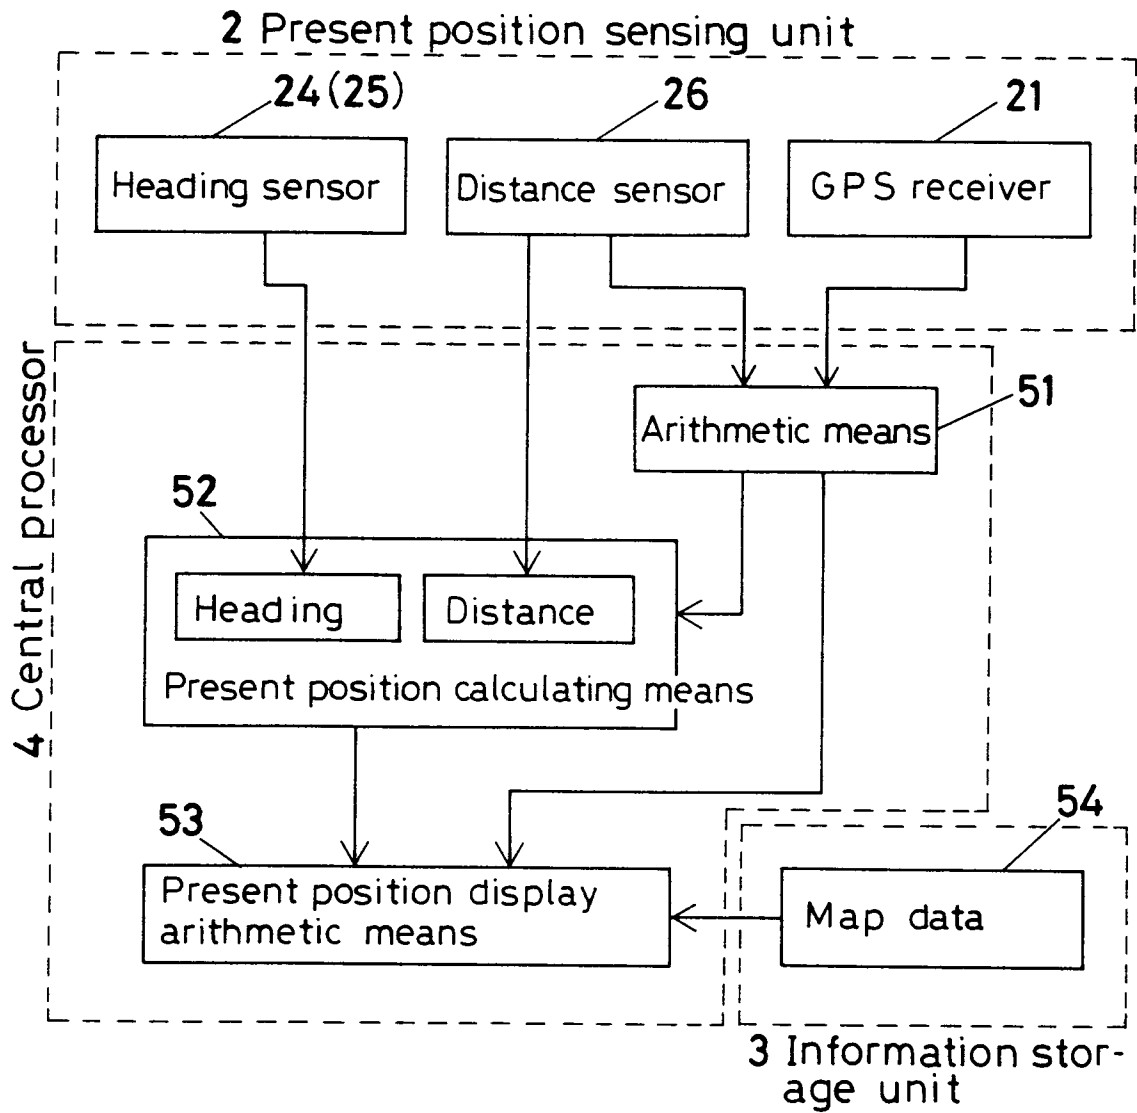 2 Present position sensing unit
24(25)
26
21
Heading sensor
Distance sensor
GPS receiver
4 Central processor
51
Arithmetic means
52
Heading
Distance
Present position calculating means
53
54
Present position display
arithmetic means
Map data
3 Information stor-
age unit